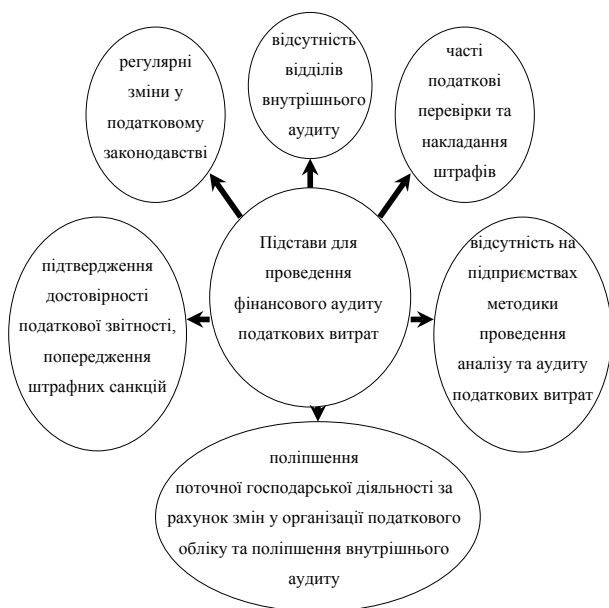 регулярні
зміни у
податковому
законодавстві
відсутність
відділів
внутрішнього
аудиту
часті
податкові
перевірки та
накладання
штрафів
підтвердження
достовірності
податкової звітності,
попередження
штрафних санкцій
Підстави для
проведення
фінансового аудиту
податкових витрат
відсутність на
підприємствах
методики
проведення
аналізу та аудиту
податкових витрат
поліпшення
поточної господарської діяльності за
рахунок змін у організації податкового
обліку та поліпшення внутрішнього
аудиту